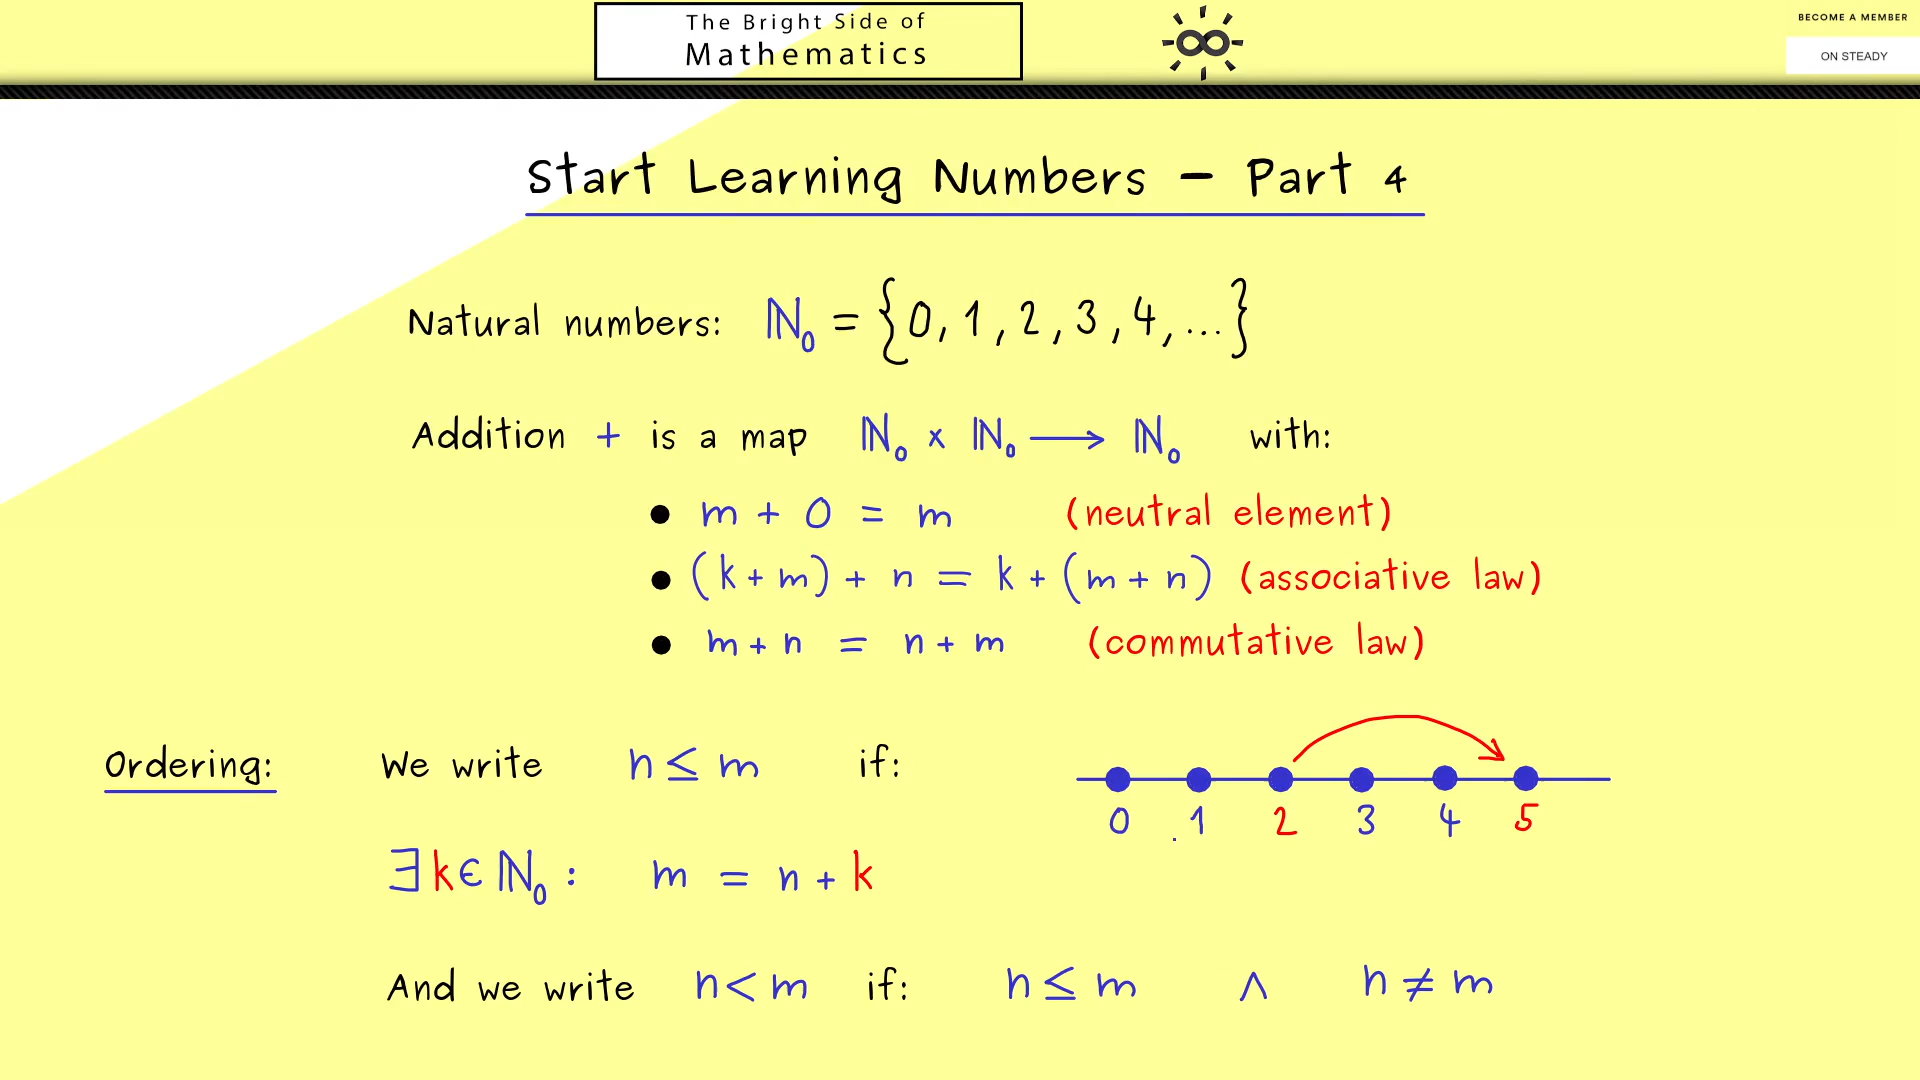 The Bright Side of
Mathematics
BECOME A MEMBER
ON STEADY
Start Learning Numbers – Part 4
Natural numbers: ℕ₀ = {0, 1, 2, 3, 4, ...}
Addition + is a map ℕ₀ × ℕ₀ ⟶ ℕ₀ with:
● m + 0 = m (neutral element)
● (k + m) + n = k + (m + n) (associative law)
● m + n = n + m (commutative law)
Ordering: We write n ≤ m if:
0 1 2 3 4 5
∃ k ∈ ℕ₀ : m = n + k
And we write n < m if: n ≤ m ∧ n ≠ m